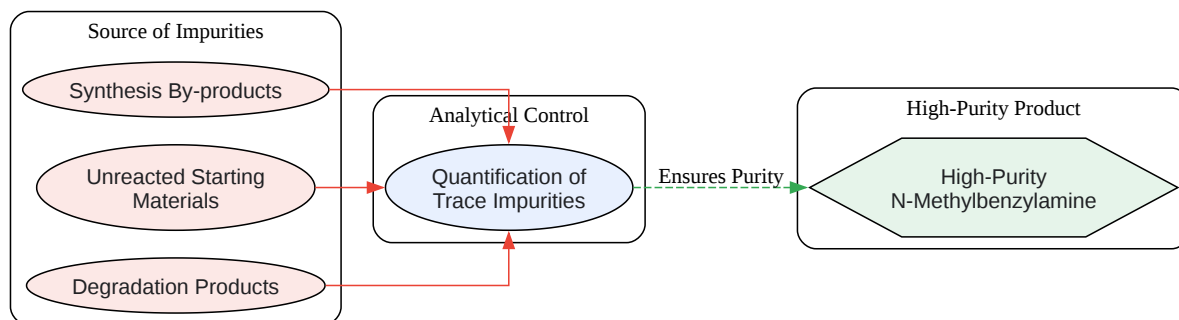 Source of Impurities
Synthesis By-products
Unreacted Starting
Materials
Degradation Products
Analytical Control
Quantification of
Trace Impurities
Ensures Purity
High-Purity Product
High-Purity
N-Methylbenzylamine